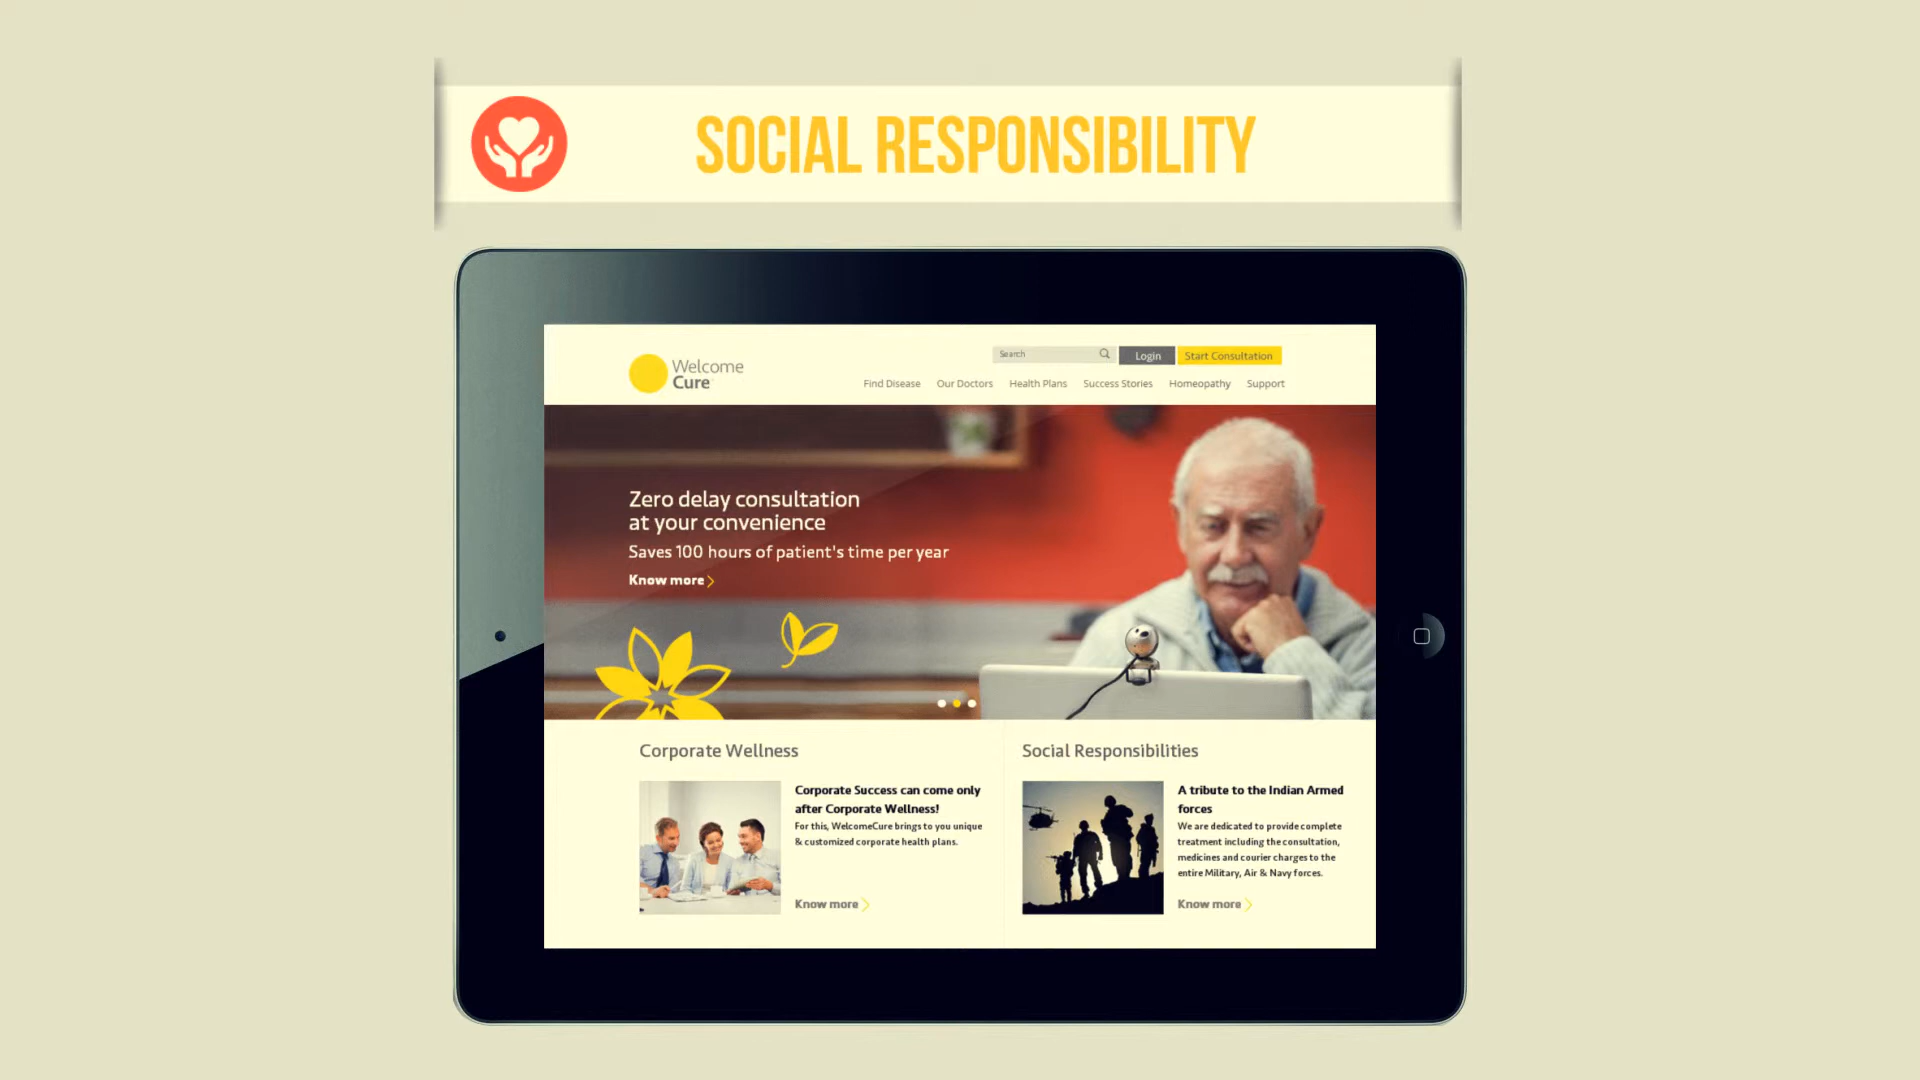 SOCIAL RESPONSIBILITY
Welcome
Cure
Search
Login
Start Consultation
Find Disease
Our Doctors
Health Plans
Success Stories
Homeopathy
Support
Zero delay consultation
at your convenience
Saves 100 hours of patient's time per year
Know more
Corporate Wellness
Corporate Success can come only
after Corporate Wellness!
For this, WelcomeCure brings to you unique
& customized corporate health plans.
Know more
Social Responsibilities
A tribute to the Indian Armed
forces
We are dedicated to provide complete
treatment including the consultation,
medicines and courier charges to the
entire Military, Air & Navy forces.
Know more